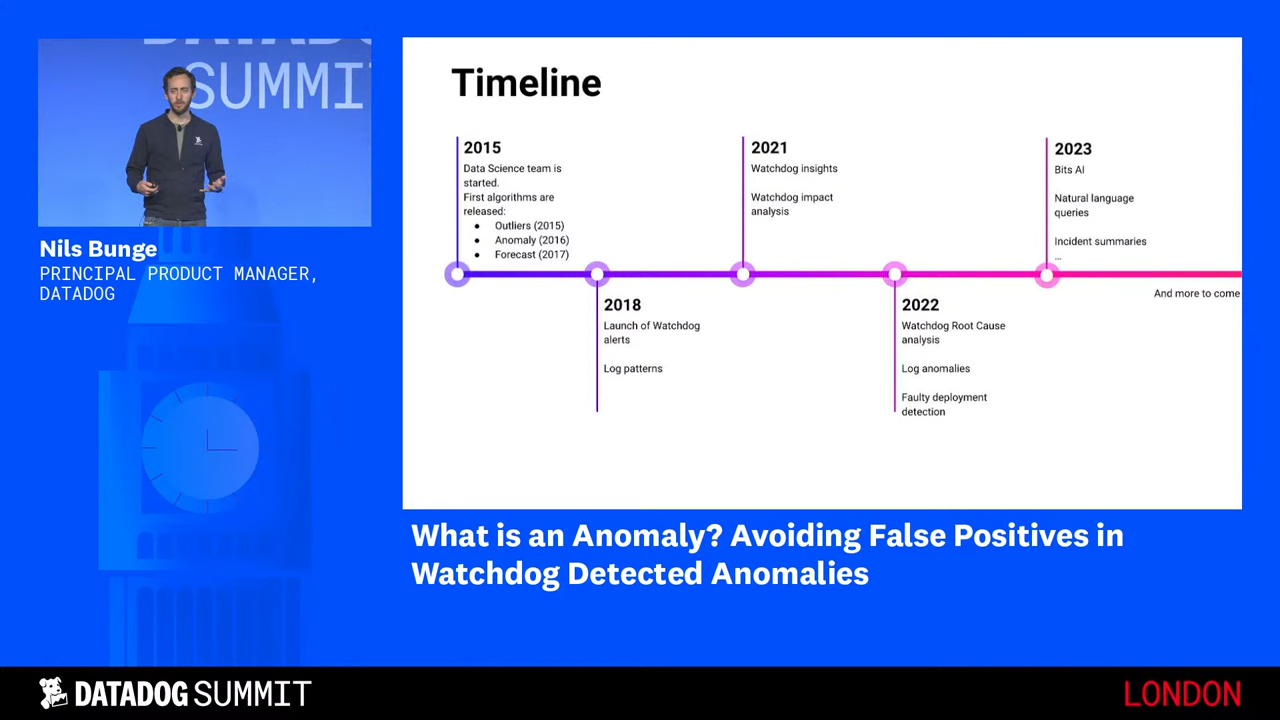 SUMMIT
Nils Bunge
PRINCIPAL PRODUCT MANAGER,
DATADOG
Timeline
2015
Data Science team is
started.
First algorithms are
released:
● Outliers (2015)
● Anomaly (2016)
● Forecast (2017)
2018
Launch of Watchdog
alerts
Log patterns
2021
Watchdog insights
Watchdog impact
analysis
2022
Watchdog Root Cause
analysis
Log anomalies
Faulty deployment
detection
2023
Bits AI
Natural language
queries
Incident summaries
...
And more to come
What is an Anomaly? Avoiding False Positives in
Watchdog Detected Anomalies
DATADOG SUMMIT
LONDON